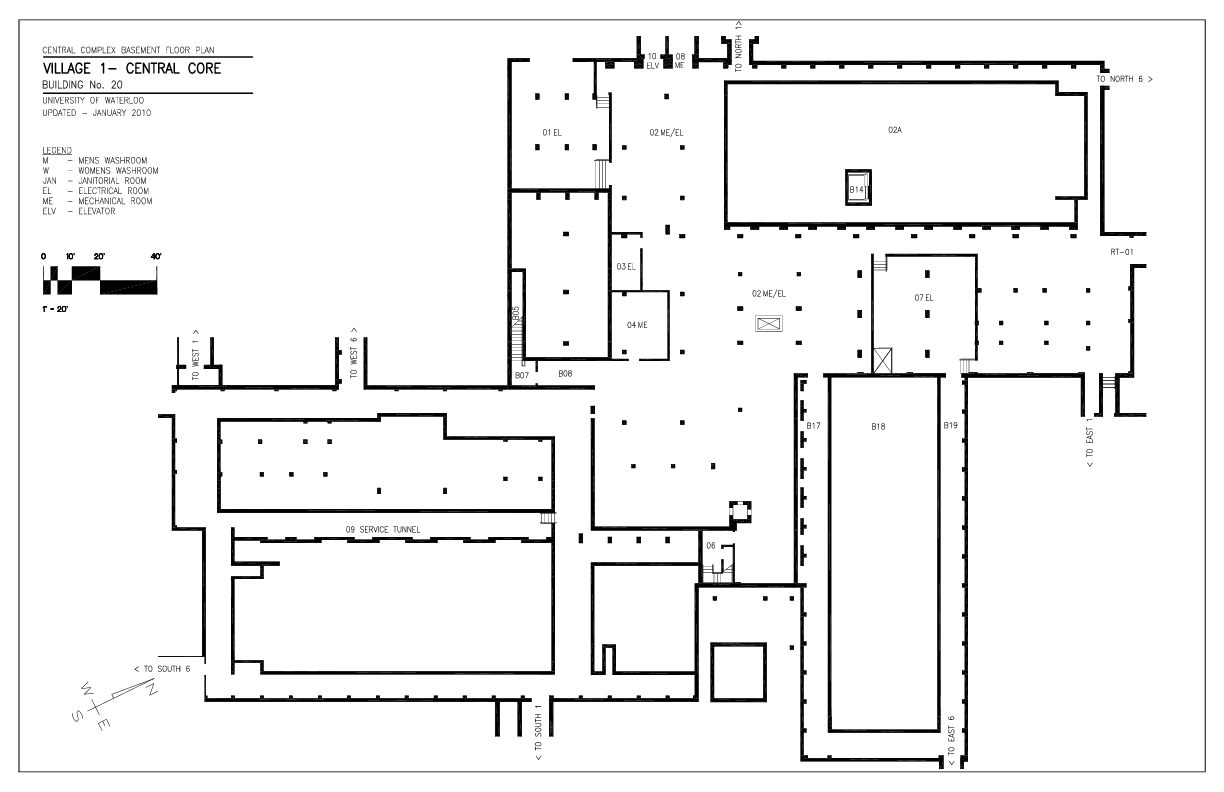 CENTRAL COMPLEX BASEMENT FLOOR PLAN
VILLAGE 1- CENTRAL CORE
BUILDING No. 20
UNIVERSITY OF WATERLOO
UPDATED - JANUARY 2010
LEGEND
M - MENS WASHROOM
W - WOMENS WASHROOM
JAN - JANITORIAL ROOM
EL - ELECTRICAL ROOM
ME - MECHANICAL ROOM
ELV - ELEVATOR
0 10' 20' 40'
1" - 20'
10 ELV
08 ME
TO NORTH 1>
TO NORTH 6 >
01 EL
02 ME/EL
02A
B14
RT-01
03 EL
02 ME/EL
07 EL
04 ME
B05
B07
B08
TO WEST 1 >
TO WEST 6 >
B17
B18
B19
< TO EAST 1
09 SERVICE TUNNEL
06
< TO SOUTH 6
< TO SOUTH 1
< TO EAST 6
N
W
S
E